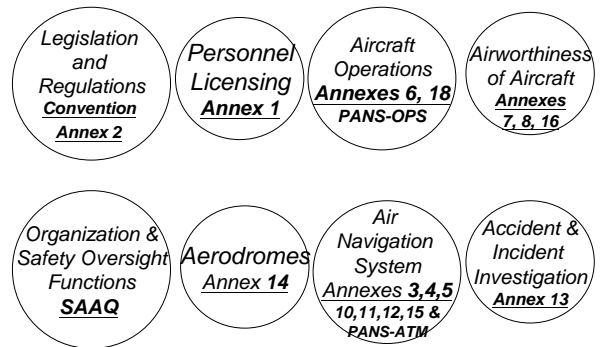 Legislation
and
Regulations
Convention
Annex 2
Personnel
Licensing
Annex 1
Aircraft
Operations
Annexes 6, 18
PANS-OPS
Airworthiness
of Aircraft
Annexes
7, 8, 16
Organization &
Safety Oversight
Functions
SAAQ
Aerodromes
Annex 14
Air
Navigation
System
Annexes 3,4,5
10,11,12,15 &
PANS-ATM
Accident &
Incident
Investigation
Annex 13